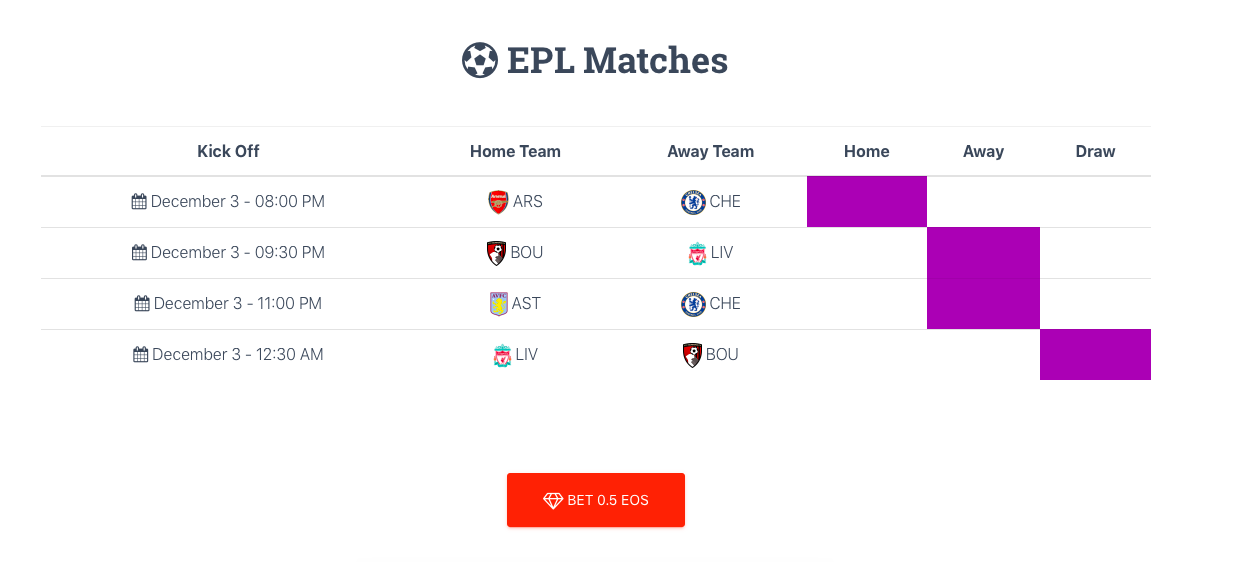 EPL Matches
Kick Off Home Team Away Team Home Away Draw
December 3 - 08:00 PM ARS CHE
December 3 - 09:30 PM BOU LIV
December 3 - 11:00 PM AST CHE
December 3 - 12:30 AM LIV BOU
BET 0.5 EOS